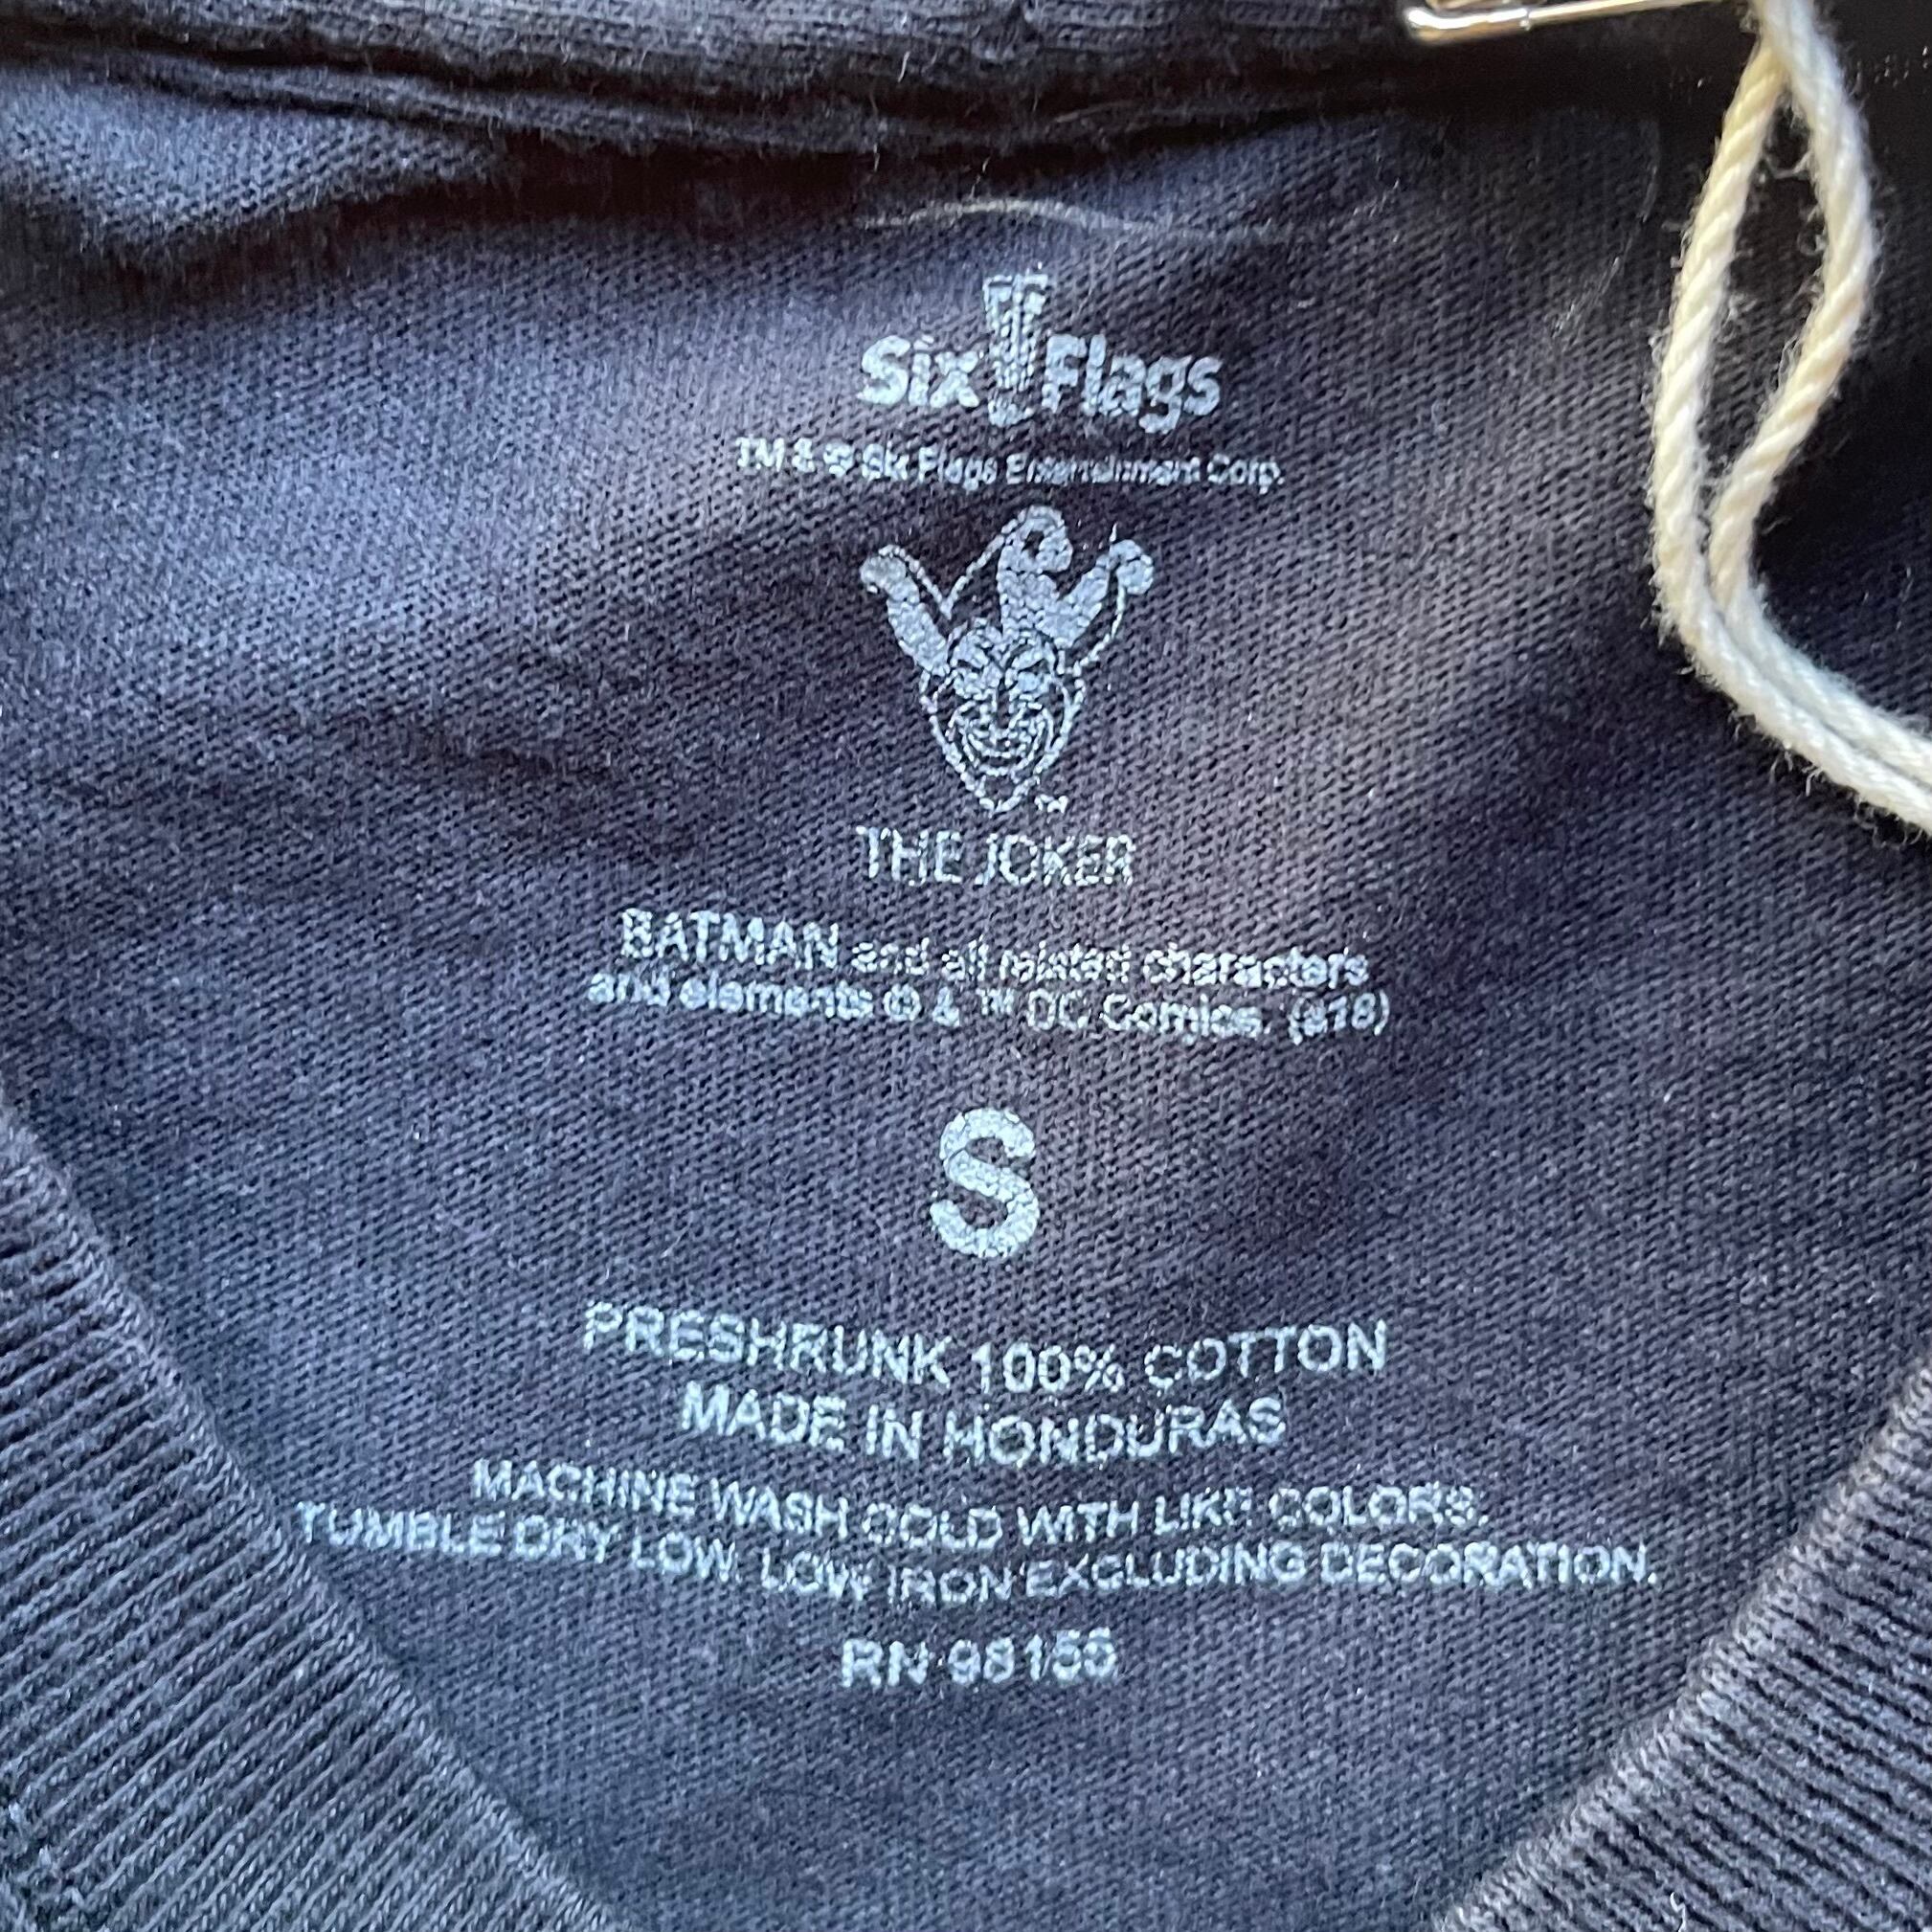 Six Flags
TM & © Six Flags Entertainment Corp.
TM
THE JOKER
BATMAN and all related characters
and elements © & ™ DC Comics. (s18)
S
PRESHRUNK 100% COTTON
MADE IN HONDURAS
MACHINE WASH COLD WITH LIKE COLORS.
TUMBLE DRY LOW. LOW IRON EXCLUDING DECORATION.
RN 98155